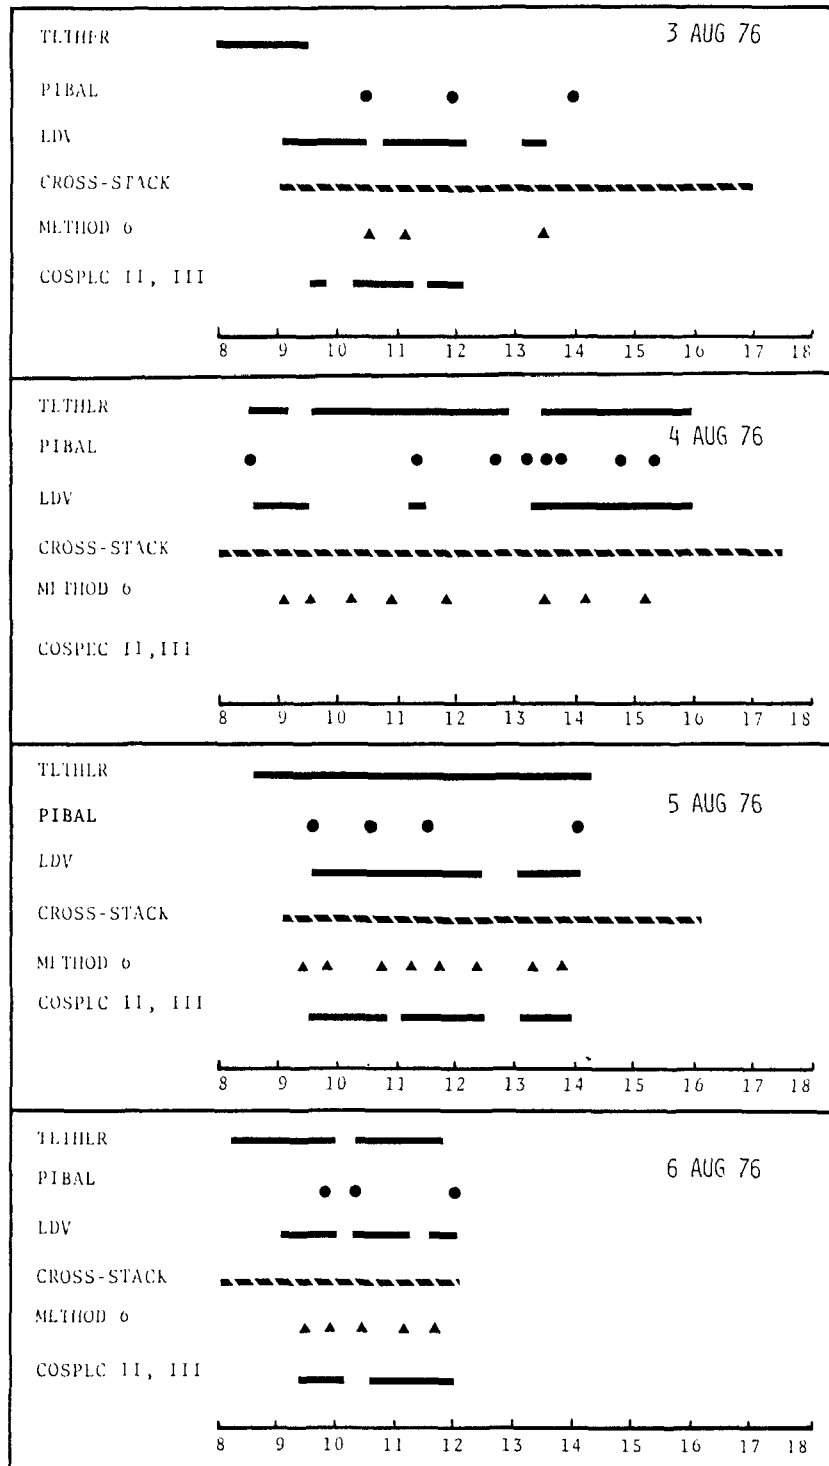 3 AUG 76
TETHER
PIBAL
LDV
CROSS-STACK
METHOD 6
COSPEC II, III
8 9 10 11 12 13 14 15 16 17 18
TETHER
4 AUG 76
PIBAL
LDV
CROSS-STACK
METHOD 6
COSPEC II,III
8 9 10 11 12 13 14 15 16 17 18
TETHER
5 AUG 76
PIBAL
LDV
CROSS-STACK
METHOD 6
COSPEC II, III
8 9 10 11 12 13 14 15 16 17 18
TETHER
6 AUG 76
PIBAL
LDV
CROSS-STACK
METHOD 6
COSPEC II, III
8 9 10 11 12 13 14 15 16 17 18